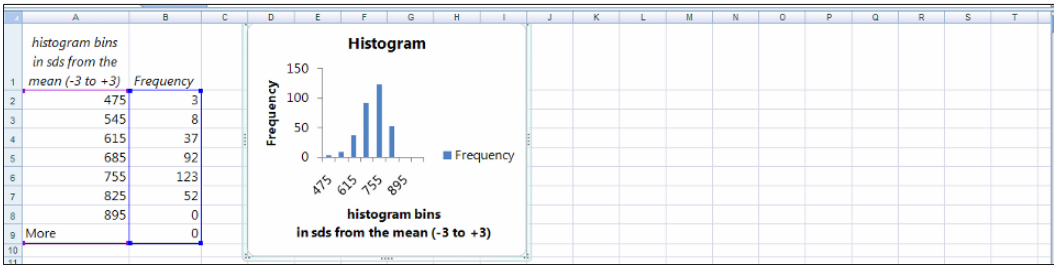 A B C D E F G H I J K L M N O P Q R S T
1 histogram bins in sds from the mean (-3 to +3) Frequency
2 475 3
3 545 8
4 615 37
5 685 92
6 755 123
7 825 52
8 895 0
9 More 0
10
11
Histogram
Frequency
150
100
50
0
475 615 755 895
Frequency
histogram bins
in sds from the mean (-3 to +3)